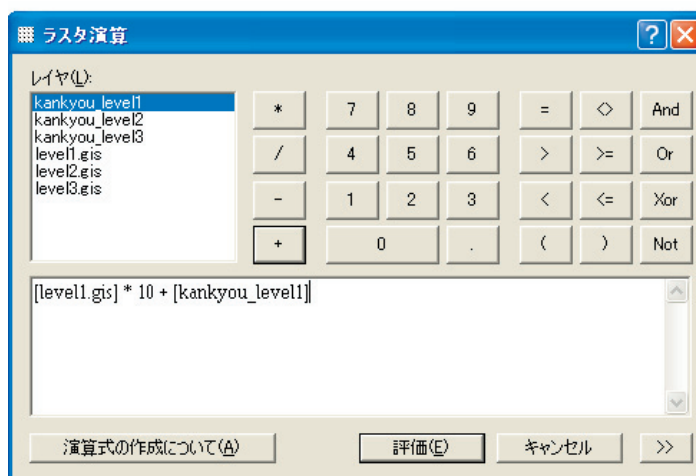 ラスタ演算
?
レイヤ(L):
kankyou_level1
kankyou_level2
kankyou_level3
level1.gis
level2.gis
level3.gis
* 7 8 9 = <> And
/ 4 5 6 > >= Or
- 1 2 3 < <= Xor
+ 0 . ( ) Not
[level1.gis] * 10 + [kankyou_level1]
演算式の作成について(A) 評価(E) キャンセル >>